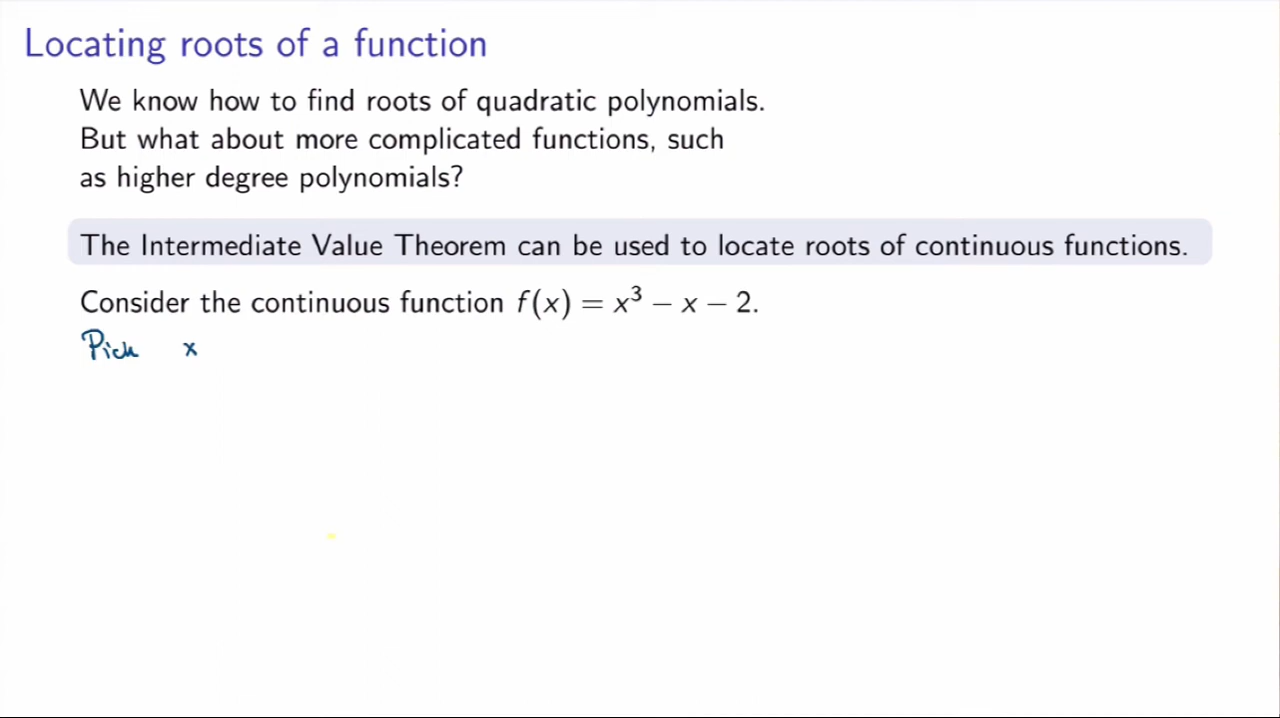 Locating roots of a function
We know how to find roots of quadratic polynomials.
But what about more complicated functions, such
as higher degree polynomials?
The Intermediate Value Theorem can be used to locate roots of continuous functions.
Consider the continuous function f(x) = x³ − x − 2.
Pick x